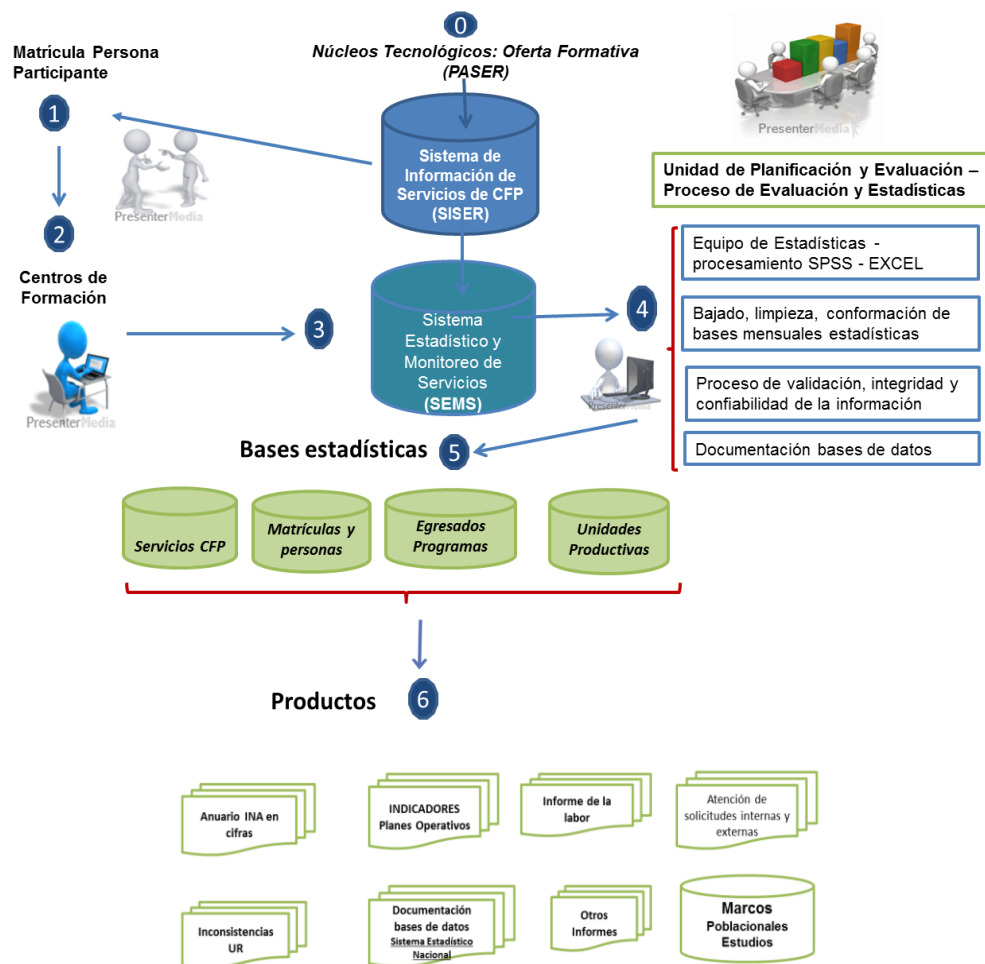 0
Núcleos Tecnológicos: Oferta Formativa
(PASER)
Matrícula Persona
Participante
1
PresenterMedia
2
Centros de
Formación
PresenterMedia
3
Sistema de
Información de
Servicios de CFP
(SISER)
Sistema
Estadístico y
Monitoreo de
Servicios
(SEMS)
4
PresenterMedia
PresenterMedia
Unidad de Planificación y Evaluación –
Proceso de Evaluación y Estadísticas
Equipo de Estadísticas -
procesamiento SPSS - EXCEL
Bajado, limpieza, conformación de
bases mensuales estadísticas
Proceso de validación, integridad y
confiabilidad de la información
Documentación bases de datos
Bases estadísticas
5
Servicios CFP
Matrículas y
personas
Egresados
Programas
Unidades
Productivas
Productos
6
Anuario INA en
cifras
INDICADORES
Planes Operativos
Informe de la
labor
Atención de
solicitudes internas y
externas
Inconsistencias
UR
Documentación
bases de datos
Sistema Estadístico
Nacional
Otros
Informes
Marcos
Poblacionales
Estudios